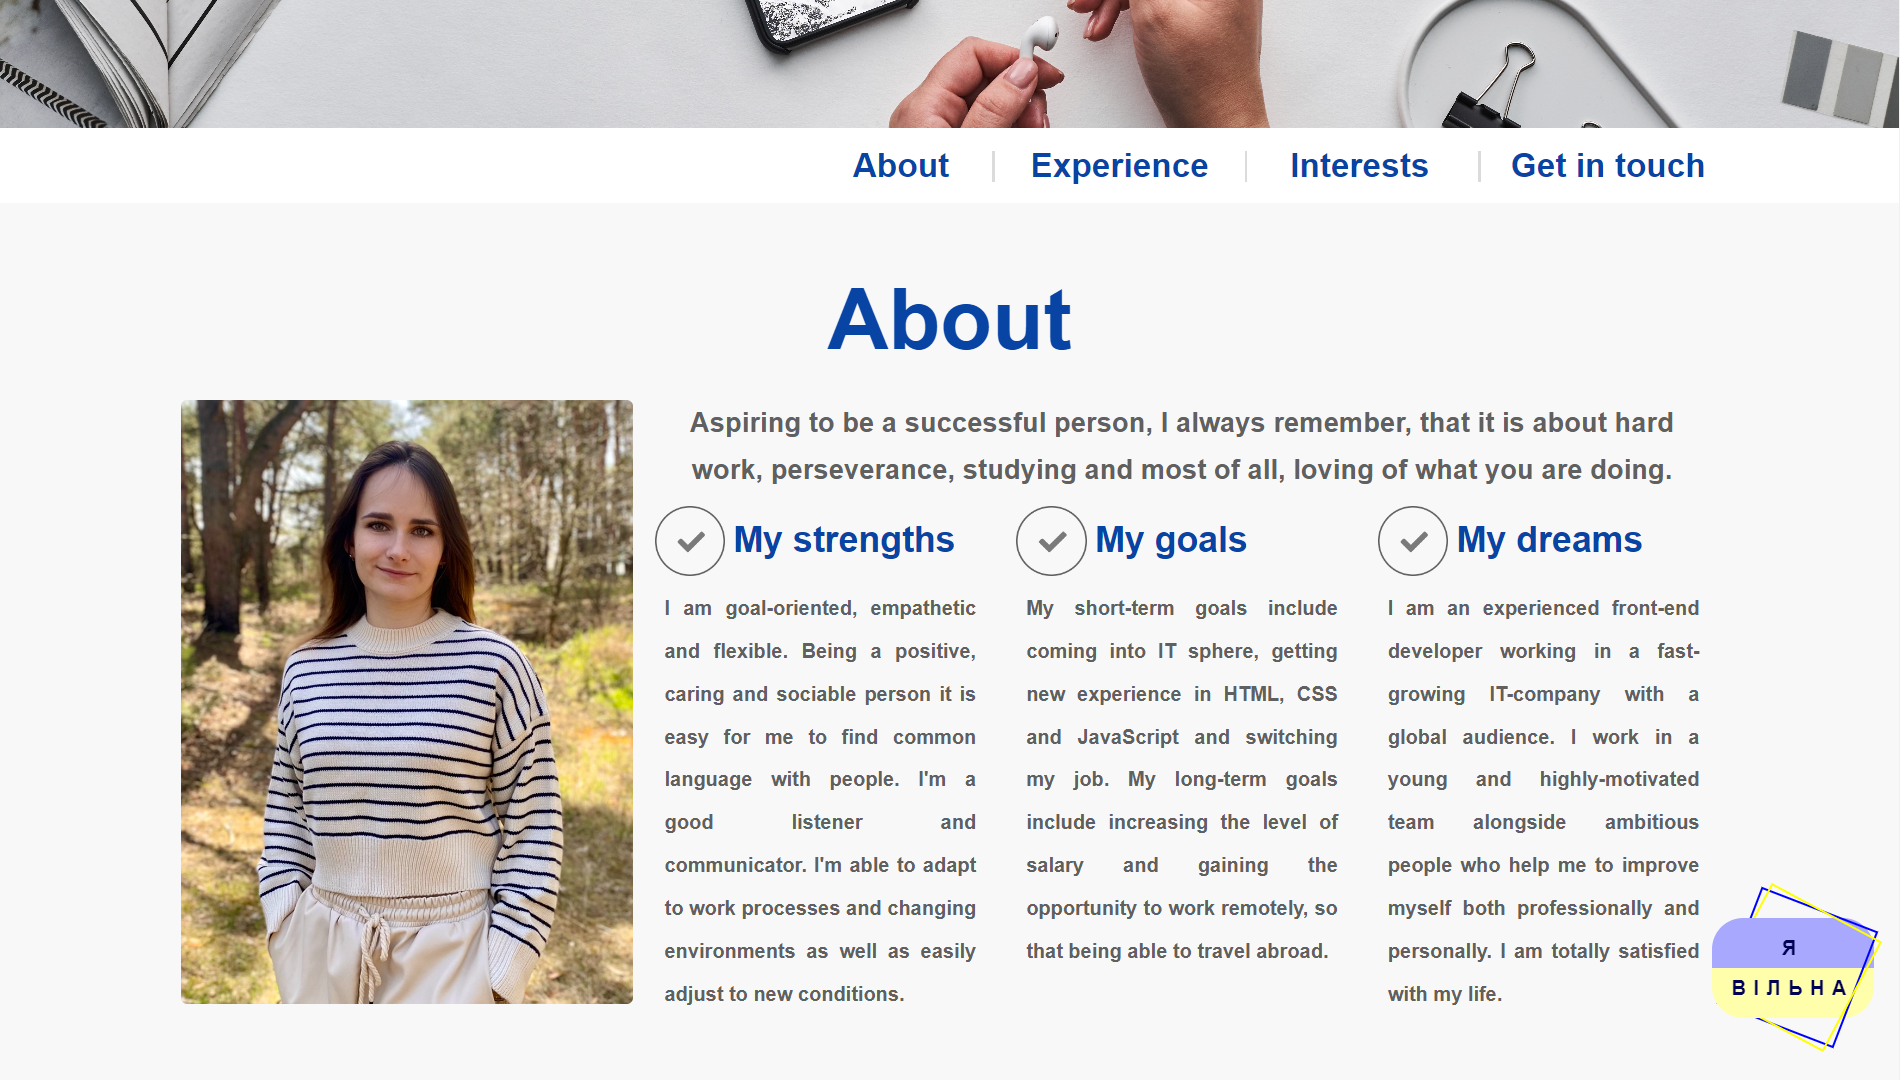 About
Experience
Interests
Get in touch
About
Aspiring to be a successful person, I always remember, that it is about hard
work, perseverance, studying and most of all, loving of what you are doing.
My strengths
I am goal-oriented, empathetic
and flexible. Being a positive,
caring and sociable person it is
easy for me to find common
language with people. I'm a
good listener and
communicator. I'm able to adapt
to work processes and changing
environments as well as easily
adjust to new conditions.
My goals
My short-term goals include
coming into IT sphere, getting
new experience in HTML, CSS
and JavaScript and switching
my job. My long-term goals
include increasing the level of
salary and gaining the
opportunity to work remotely, so
that being able to travel abroad.
My dreams
I am an experienced front-end
developer working in a fast-
growing IT-company with a
global audience. I work in a
young and highly-motivated
team alongside ambitious
people who help me to improve
myself both professionally and
personally. I am totally satisfied
with my life.
Я
ВІЛЬНА